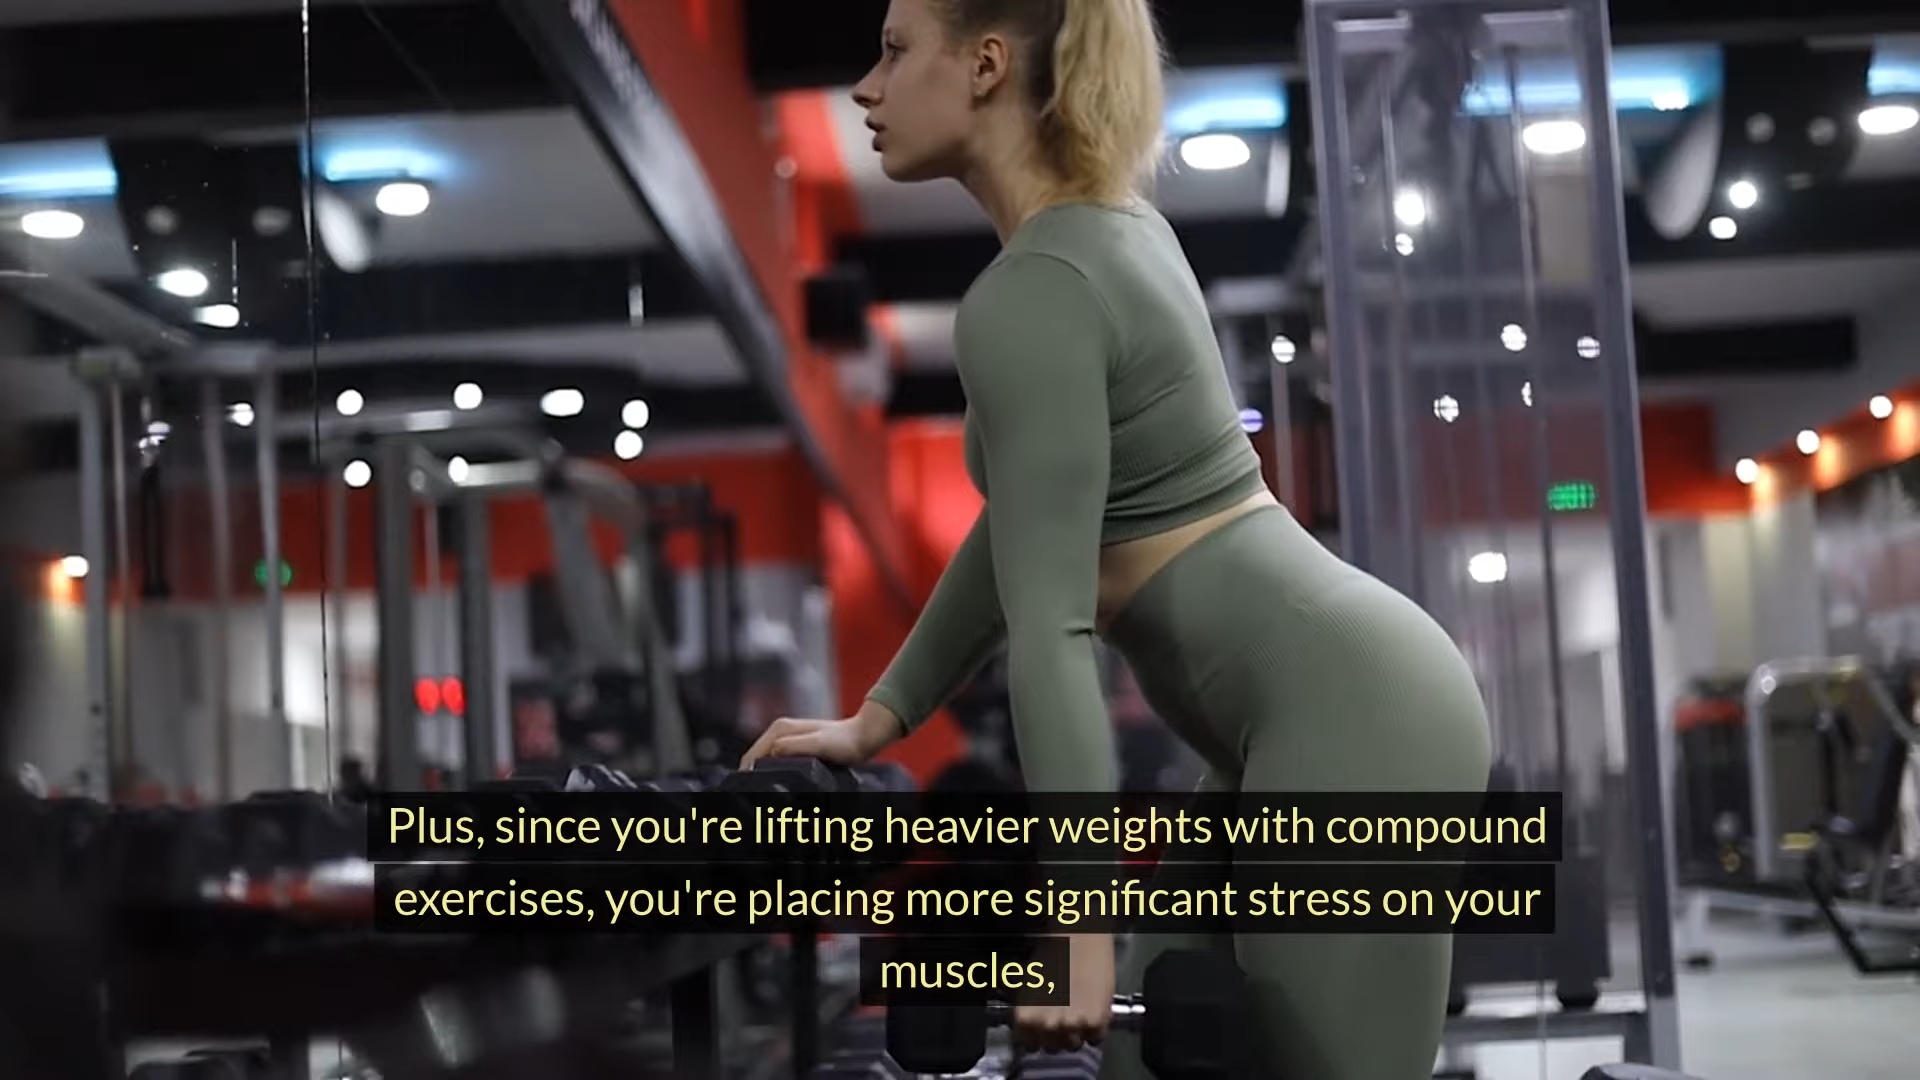 Plus, since you're lifting heavier weights with compound
exercises, you're placing more significant stress on your
muscles,